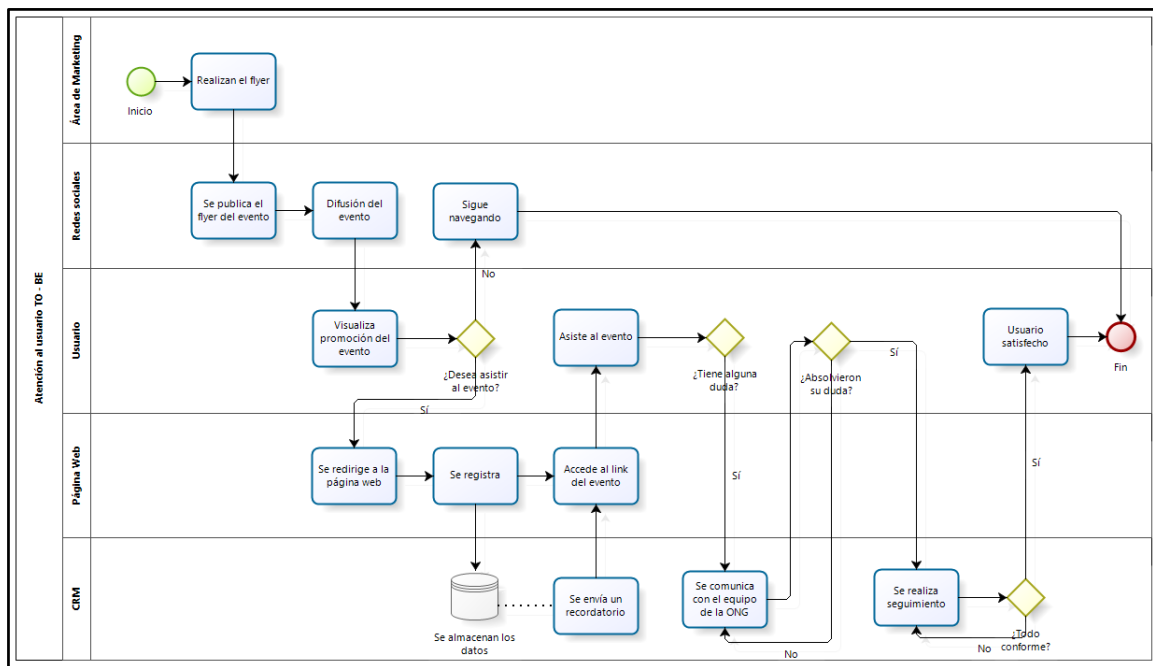 Atención al usuario TO - BE
Área de Marketing
Inicio
Realizan el flyer
Redes sociales
Se publica el
flyer del evento
Difusión del
evento
Sigue
navegando
No
Usuario
Visualiza
promoción del
evento
¿Desea asistir
al evento?
Sí
Asiste al evento
¿Tiene alguna
duda?
Sí
¿Absolvieron
su duda?
Sí
No
Usuario
satisfecho
Fin
Página Web
Se redirige a la
página web
Se registra
Accede al link
del evento
CRM
Se almacenan los
datos
Se envía un
recordatorio
Se comunica
con el equipo
de la ONG
Se realiza
seguimiento
¿Todo
conforme?
Sí
No